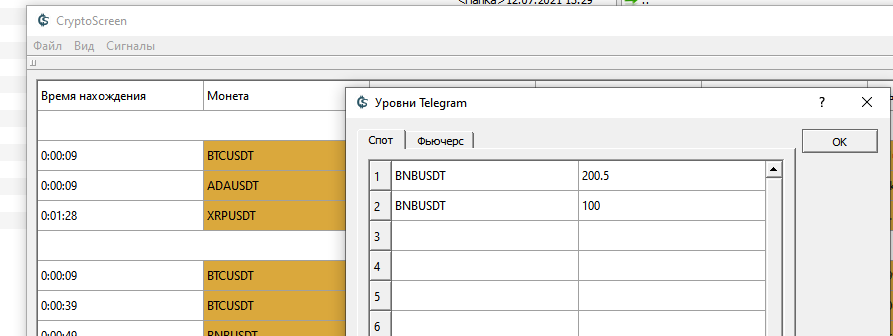 12.07.2021 13:29
CryptoScreen
Файл Вид Сигналы
Время нахождения Монета
Уровни Telegram ?
Спот Фьючерс OK
0:00:09 BTCUSDT
0:00:09 ADAUSDT
0:01:28 XRPUSDT
0:00:09 BTCUSDT
0:00:39 BTCUSDT
0:00:49 BNBUSDT
1 BNBUSDT 200.5
2 BNBUSDT 100
3
4
5
6